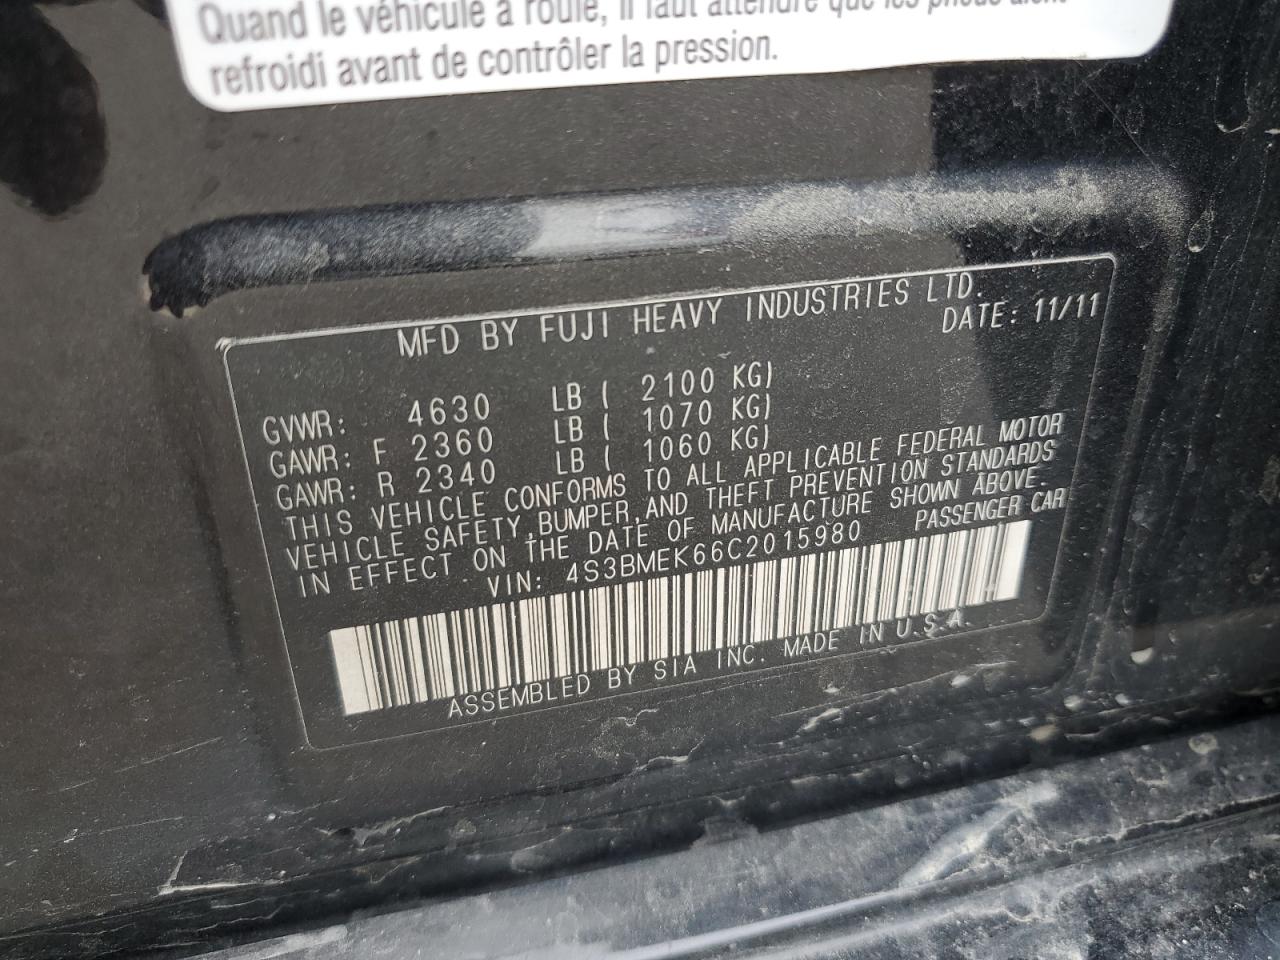 Quand le véhicule a roulé, il faut attendre que les pneus aient
refroidi avant de contrôler la pression.
MFD BY FUJI HEAVY INDUSTRIES LTD.
DATE: 11/11
GVWR: 4630 LB ( 2100 KG)
GAWR: F 2360 LB ( 1070 KG)
GAWR: R 2340 LB ( 1060 KG)
THIS VEHICLE CONFORMS TO ALL APPLICABLE FEDERAL MOTOR
VEHICLE SAFETY, BUMPER, AND THEFT PREVENTION STANDARDS
IN EFFECT ON THE DATE OF MANUFACTURE SHOWN ABOVE.
VIN: 4S3BMEK66C2015980 PASSENGER CAR
ASSEMBLED BY SIA INC. MADE IN U.S.A.